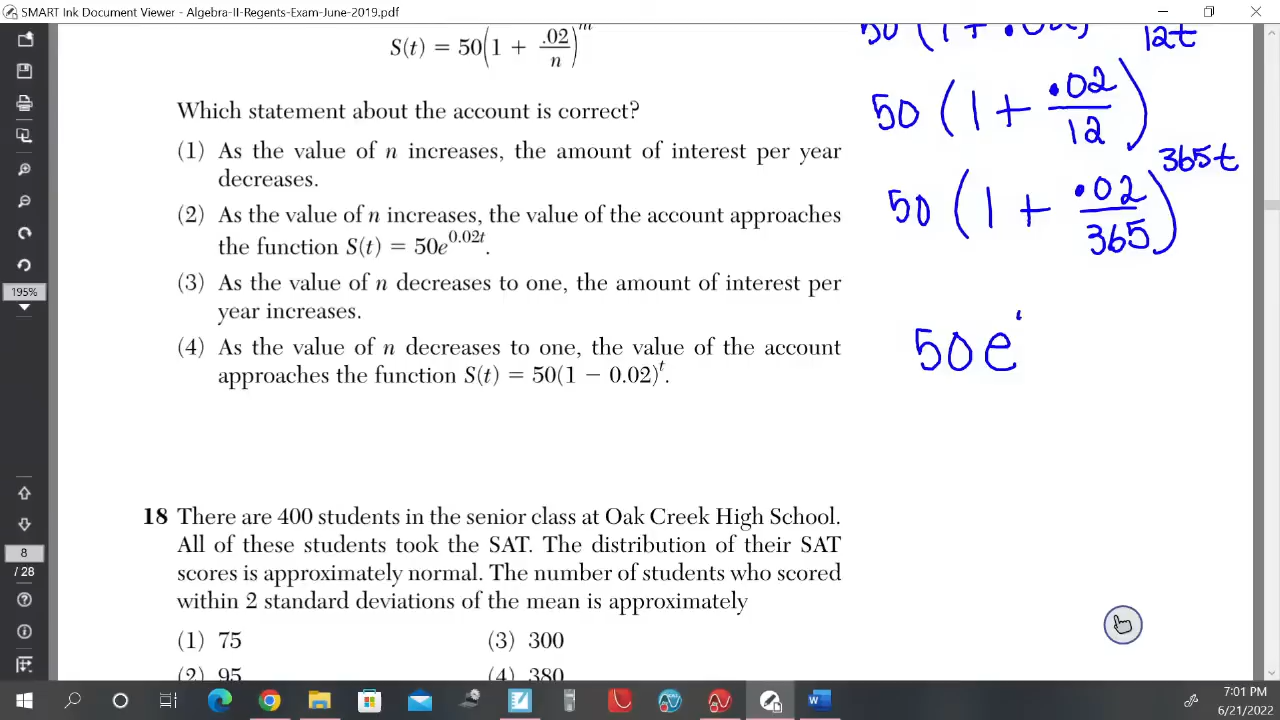 SMART Ink Document Viewer - Algebra-II-Regents-Exam-June-2019.pdf
S(t) = 50(1 + .02/n)
Which statement about the account is correct?
(1) As the value of n increases, the amount of interest per year
decreases.
(2) As the value of n increases, the value of the account approaches
the function S(t) = 50e^0.02t.
(3) As the value of n decreases to one, the amount of interest per
year increases.
(4) As the value of n decreases to one, the value of the account
approaches the function S(t) = 50(1 − 0.02)^t.
12t
50 (1 + .02/12)
50 (1 + .02/365)^365t
50e
18 There are 400 students in the senior class at Oak Creek High School.
All of these students took the SAT. The distribution of their SAT
scores is approximately normal. The number of students who scored
within 2 standard deviations of the mean is approximately
(1) 75 (3) 300
(2) 95 (4) 380
195%
8
/ 28
7:01 PM
6/21/2022